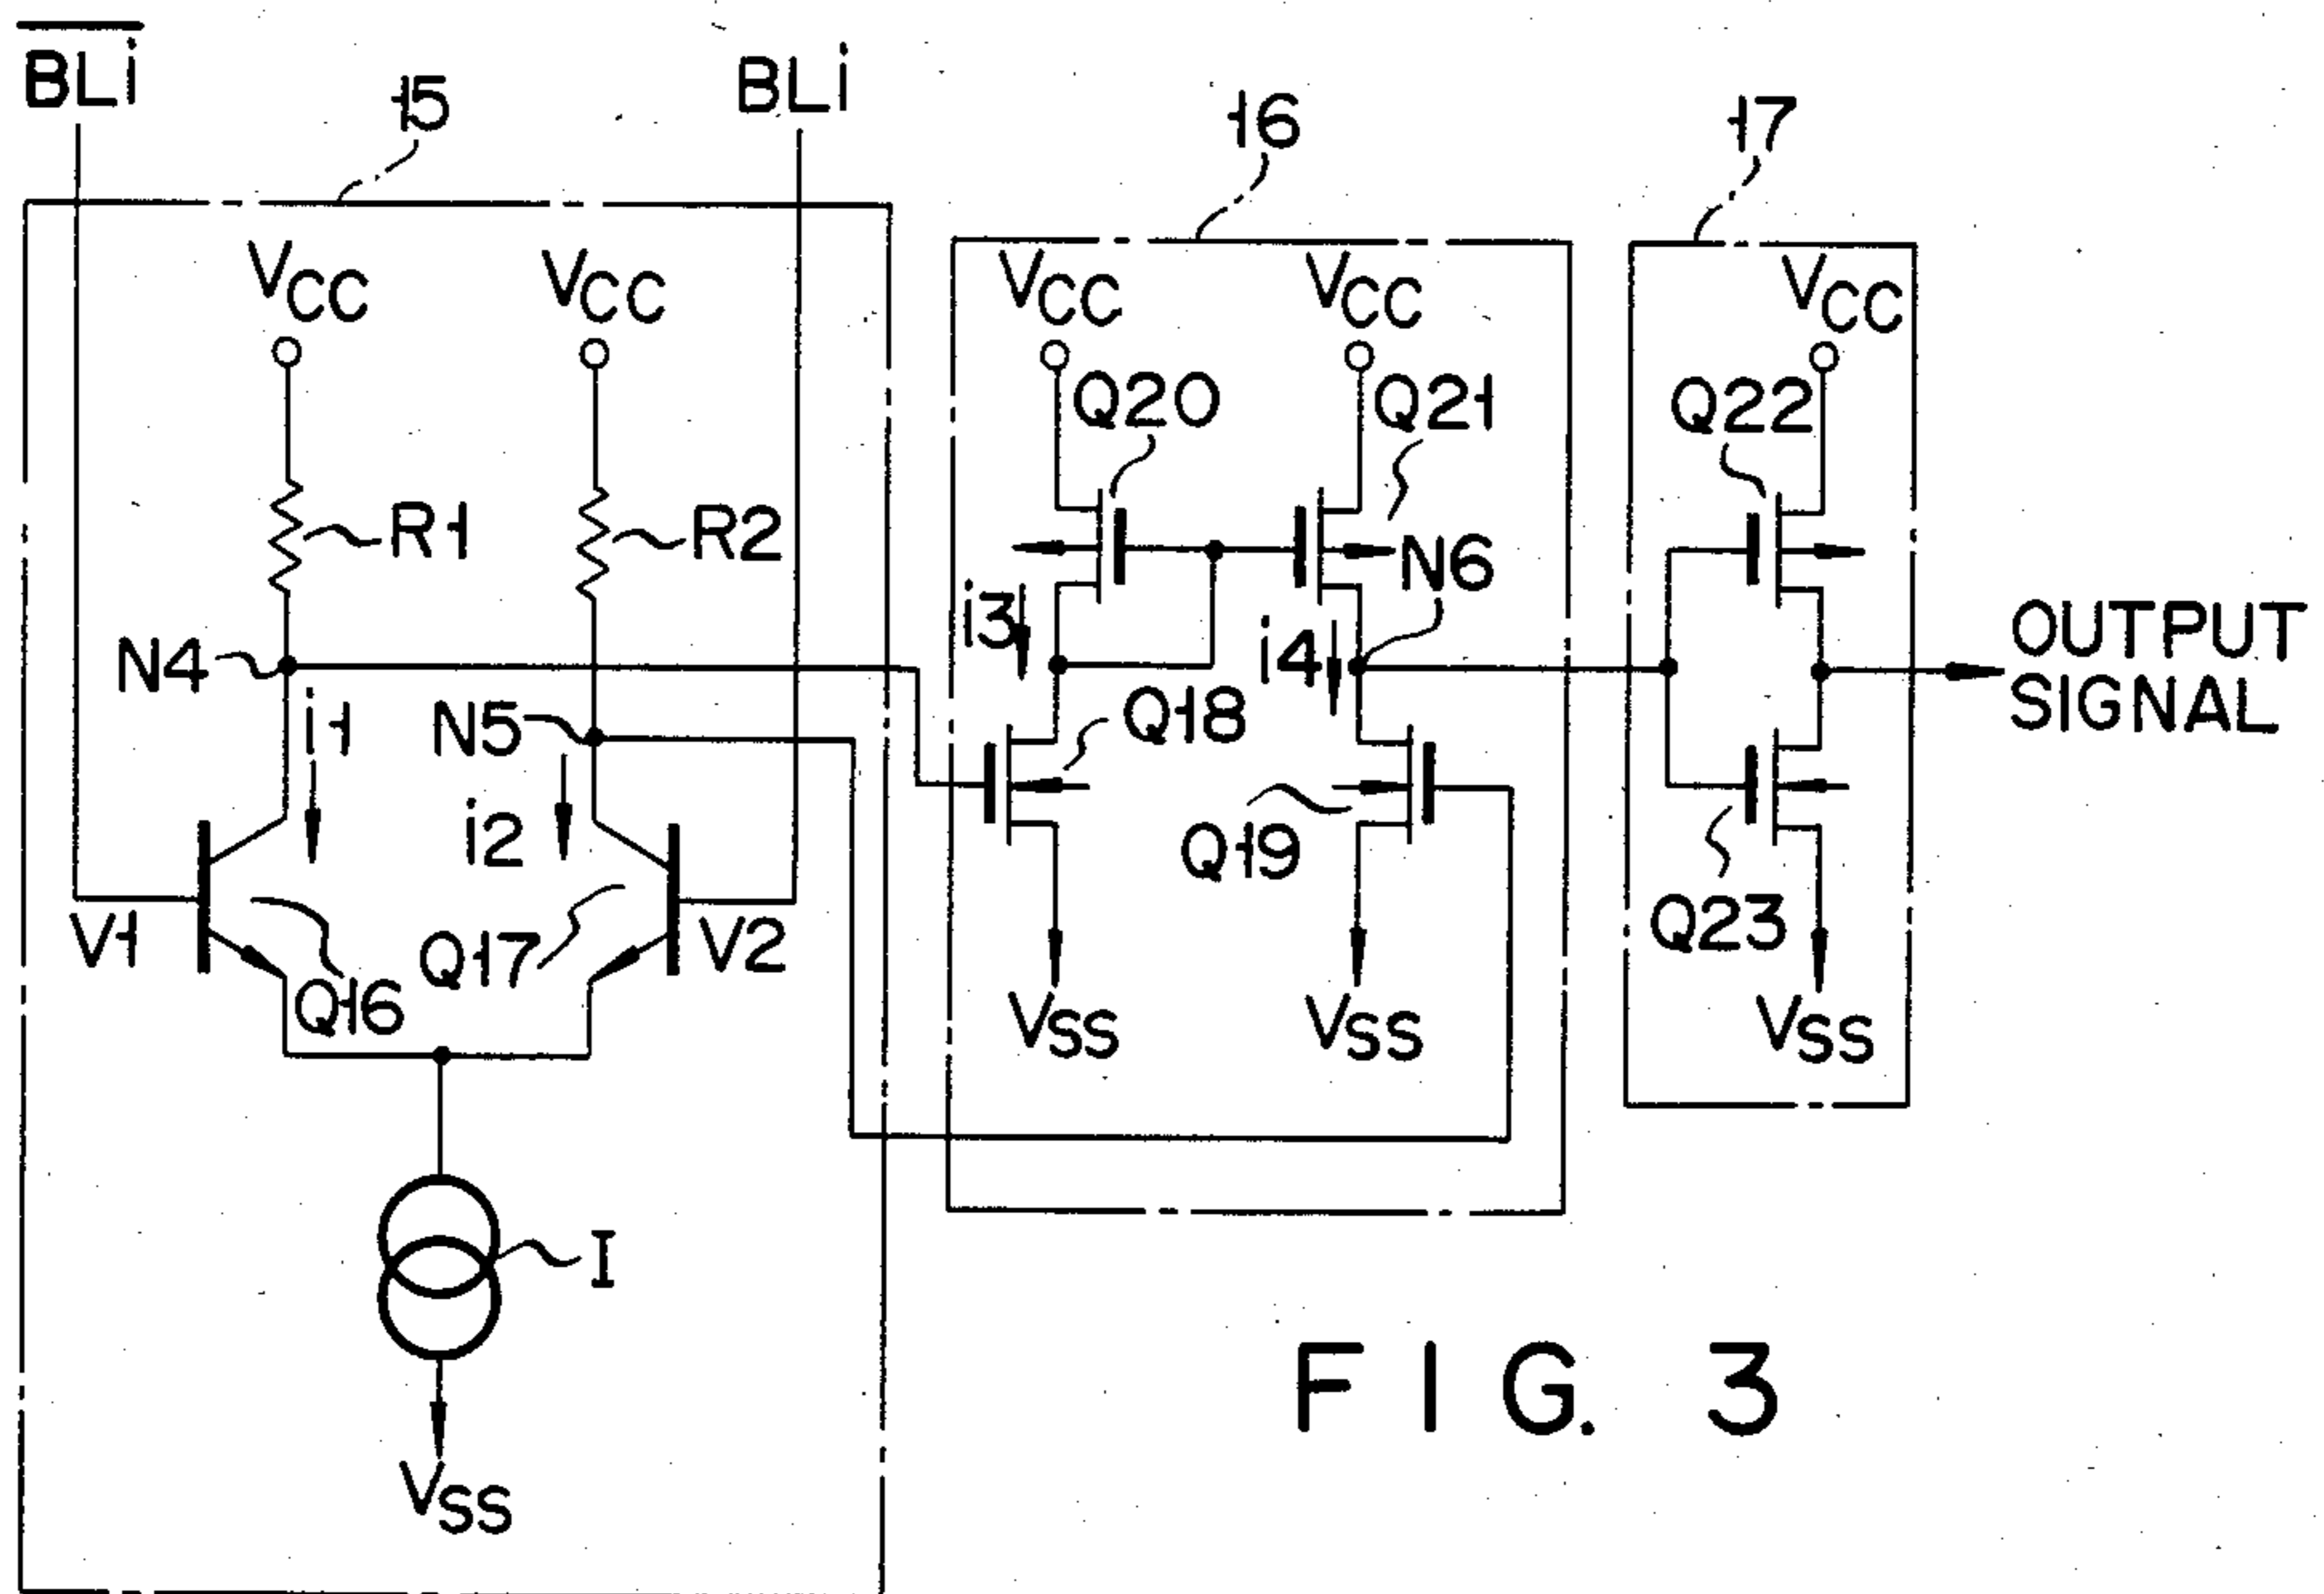 BLi
15
BLi
16
17
VCC
VCC
VCC
VCC
VCC
Q20
Q21
Q22
R1
R2
N6
i3
i4
OUTPUT
SIGNAL
N4
i1
N5
Q18
i2
Q19
V1
Q17
V2
Q23
Q16
VSS
VSS
VSS
I
VSS
FIG. 3